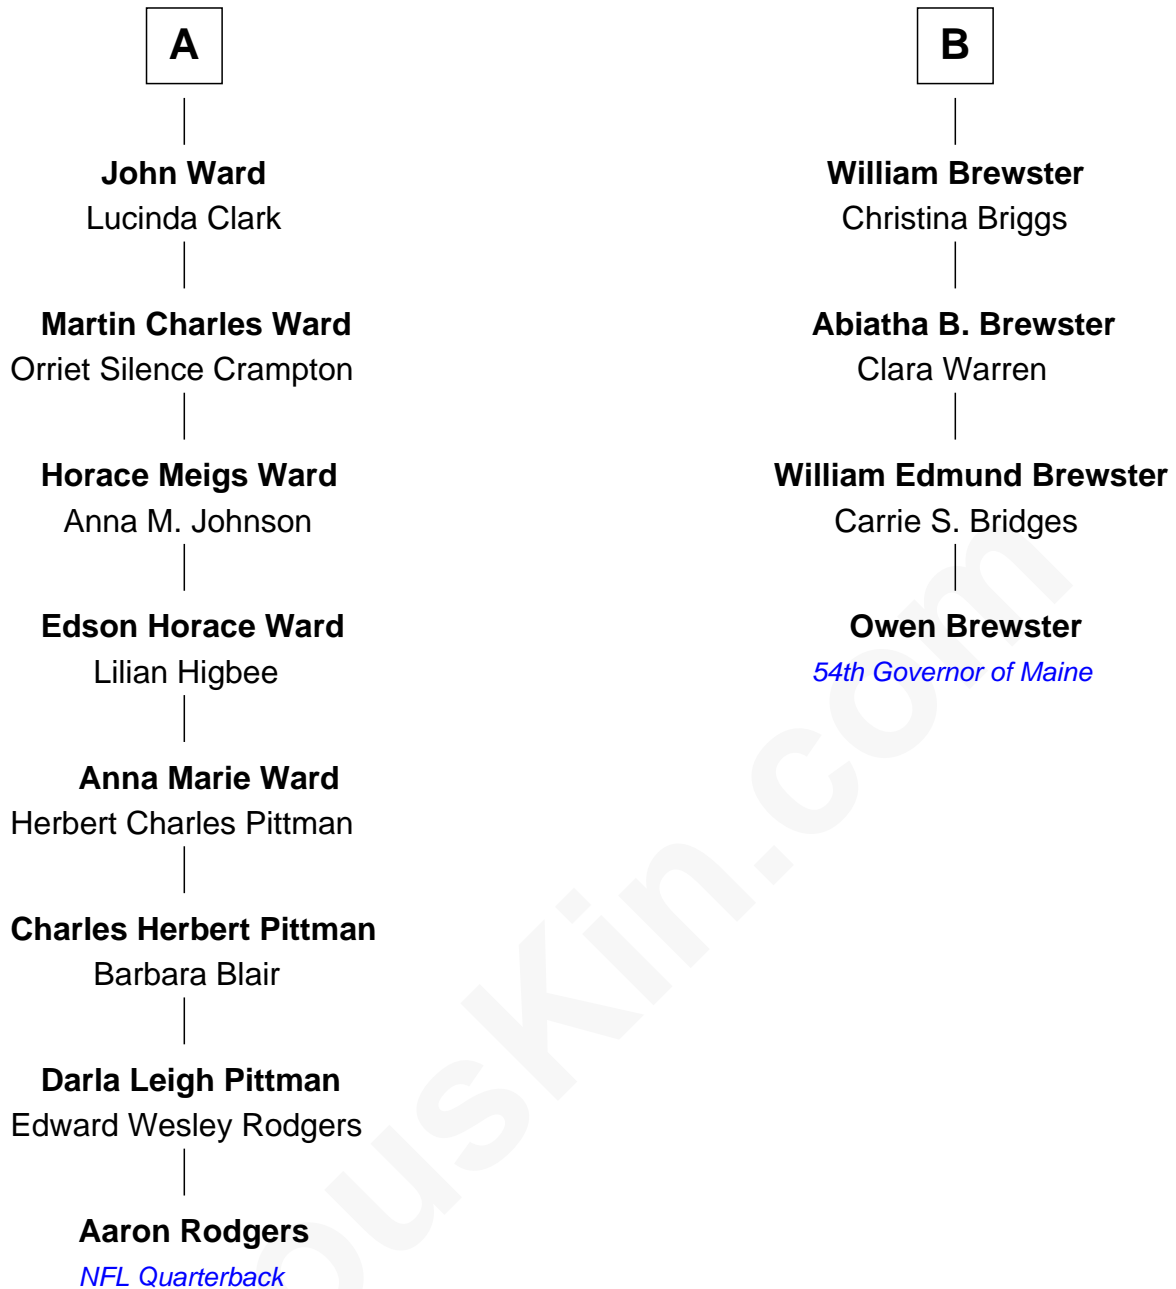 A
John Ward
Lucinda Clark
Martin Charles Ward
Orriet Silence Crampton
Horace Meigs Ward
Anna M. Johnson
Edson Horace Ward
Lilian Higbee
Anna Marie Ward
Herbert Charles Pittman
Charles Herbert Pittman
Barbara Blair
Darla Leigh Pittman
Edward Wesley Rodgers
Aaron Rodgers
NFL Quarterback
B
William Brewster
Christina Briggs
Abiatha B. Brewster
Clara Warren
William Edmund Brewster
Carrie S. Bridges
Owen Brewster
54th Governor of Maine
ousKin.com